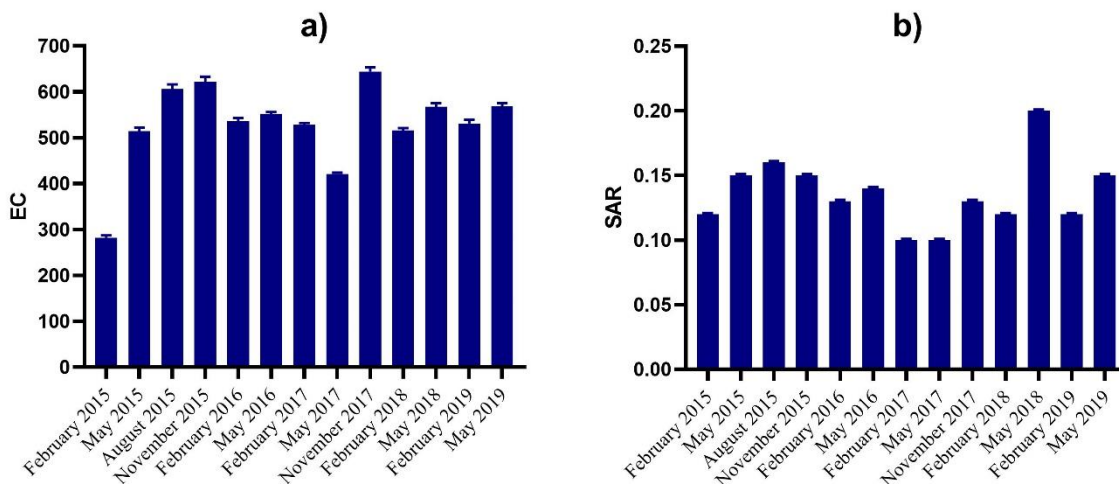 a)
700
600
500
400
300
200
100
0
EC
February 2015
May 2015
August 2015
November 2015
February 2016
May 2016
February 2017
May 2017
November 2017
February 2018
May 2018
February 2019
May 2019
b)
0.25
0.20
0.15
0.10
0.05
0.00
SAR
February 2015
May 2015
August 2015
November 2015
February 2016
May 2016
February 2017
May 2017
November 2017
February 2018
May 2018
February 2019
May 2019